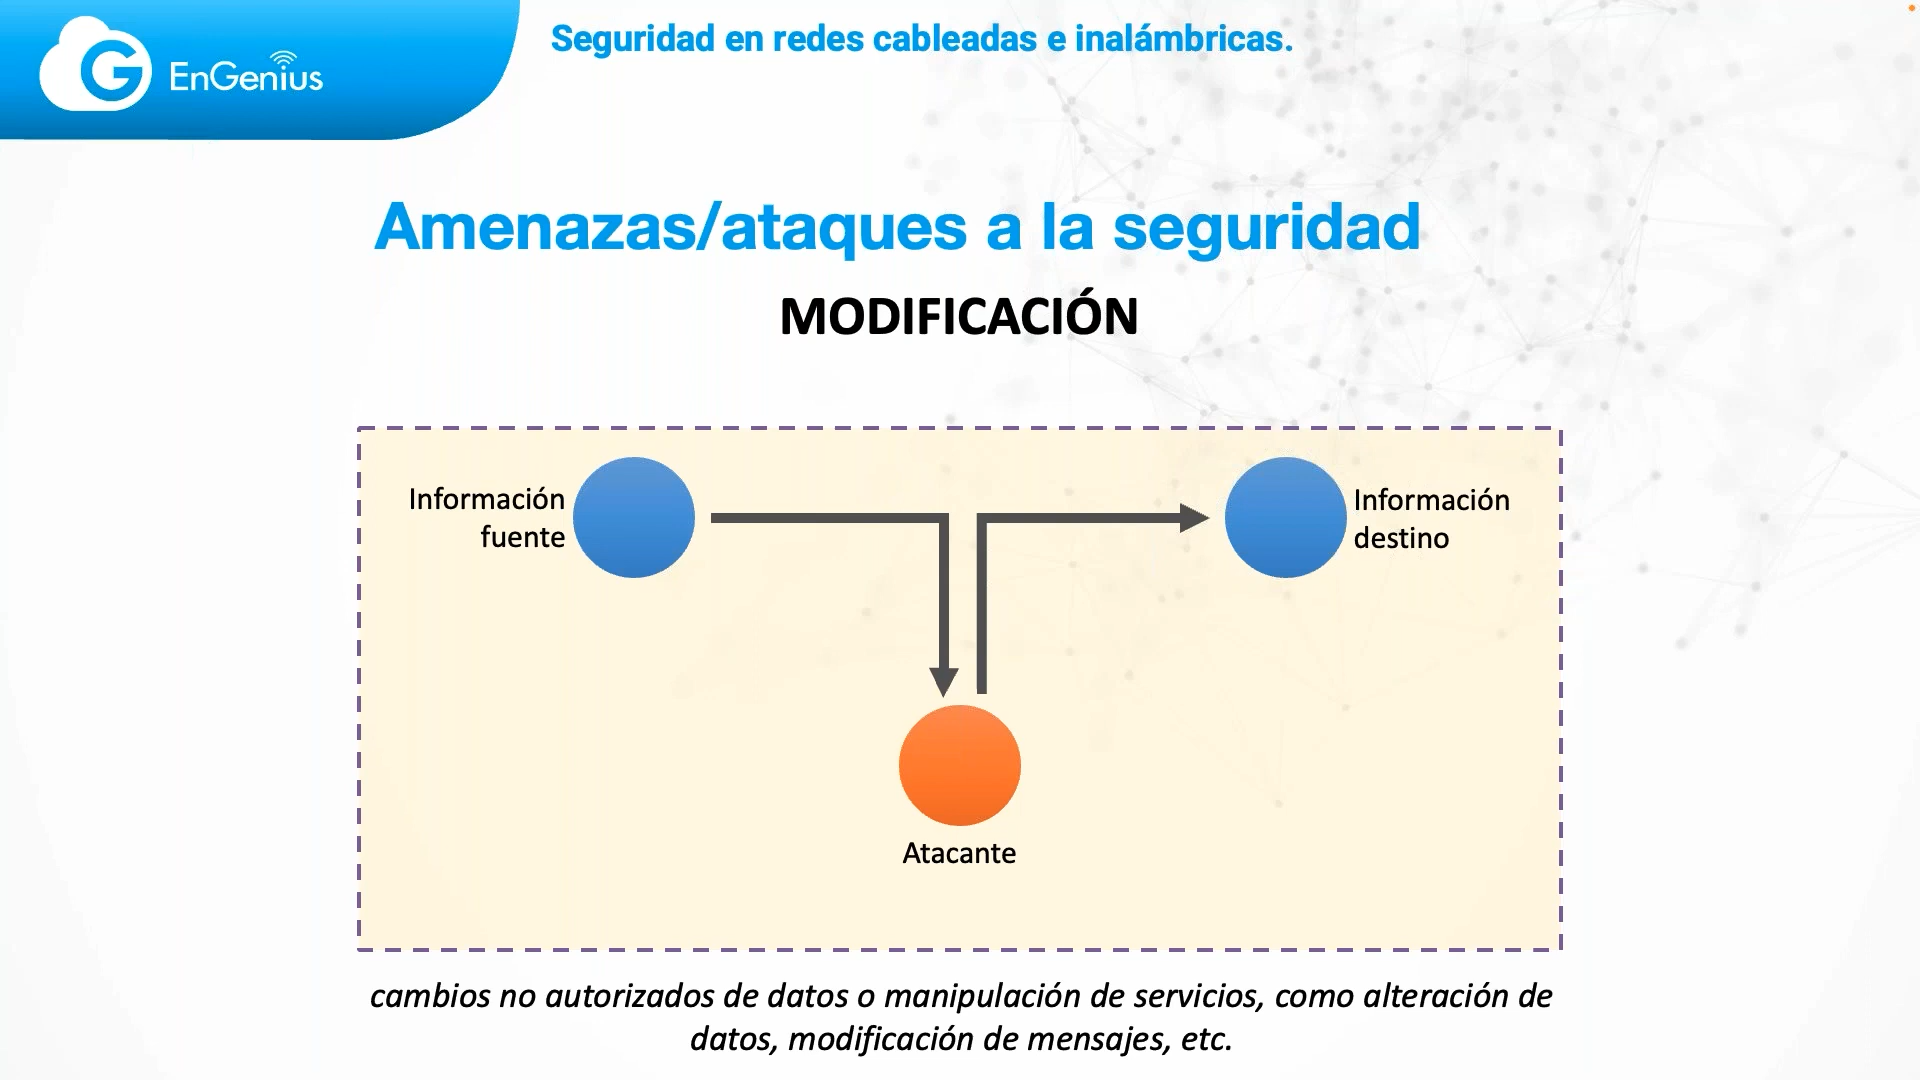 EnGenius
Seguridad en redes cableadas e inalámbricas.
Amenazas/ataques a la seguridad
MODIFICACIÓN
Información
fuente
Información
destino
Atacante
cambios no autorizados de datos o manipulación de servicios, como alteración de
datos, modificación de mensajes, etc.